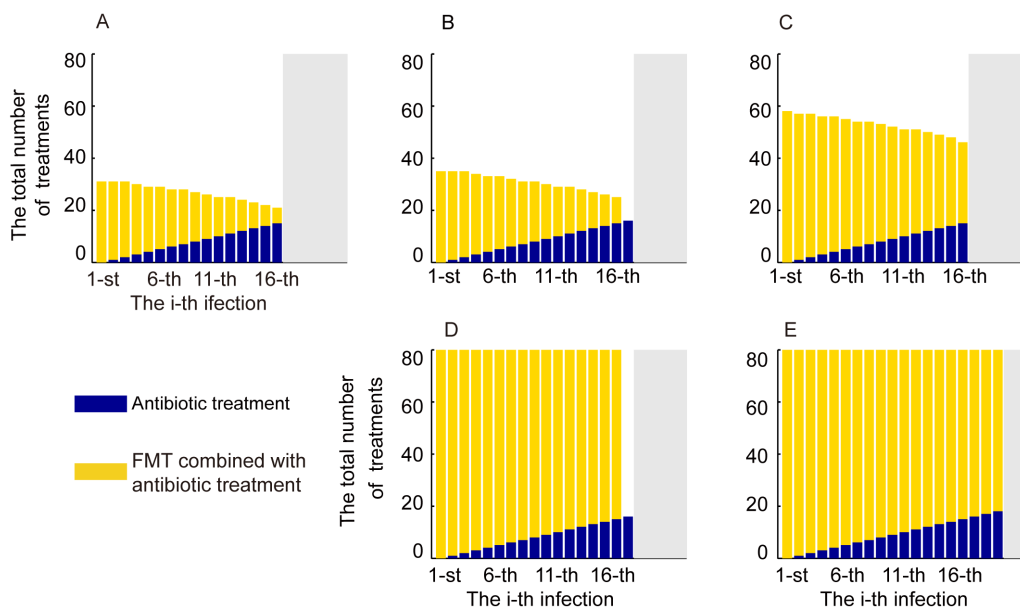 A
B
C
The total number
of treatments
80
60
40
20
0
1-st 6-th 11-th 16-th
The i-th ifection
80
60
40
20
0
1-st 6-th 11-th 16-th
80
60
40
20
0
1-st 6-th 11-th 16-th
Antibiotic treatment
FMT combined with
antibiotic treatment
D
E
The total number
of treatments
80
60
40
20
0
1-st 6-th 11-th 16-th
The i-th infection
80
60
40
20
0
1-st 6-th 11-th 16-th
The i-th infection